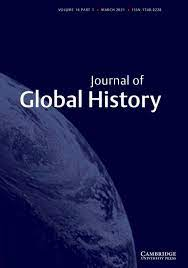 VOLUME 16 PART 1 • MARCH 2021 • ISSN 1740-0228
Journal of
Global History
CAMBRIDGE
UNIVERSITY PRESS